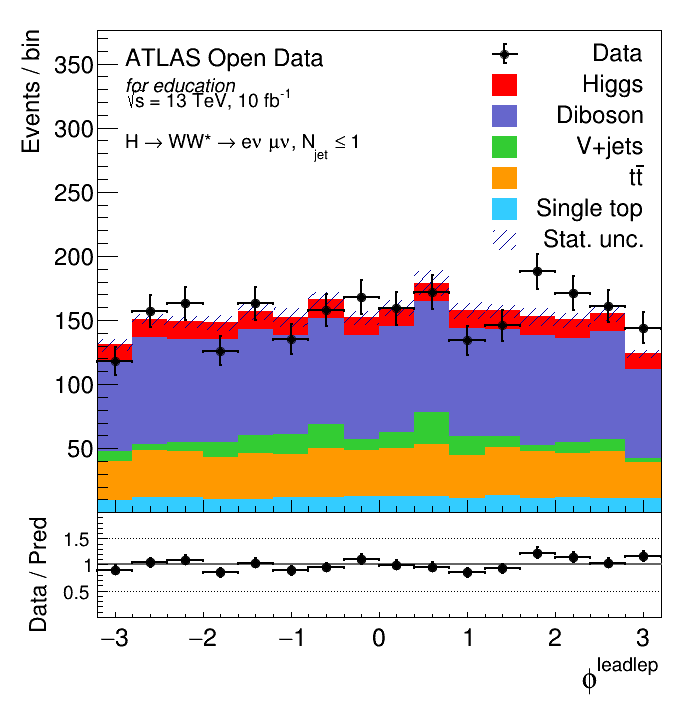 Events / bin
350
300
250
200
150
100
50
ATLAS Open Data
for education
√s = 13 TeV, 10 fb-1
H → WW* → eν μν, Njet ≤ 1
Data
Higgs
Diboson
V+jets
tt̄
Single top
Stat. unc.
Data / Pred
1.5
1
0.5
−3 −2 −1 0 1 2 3
ϕleadlep